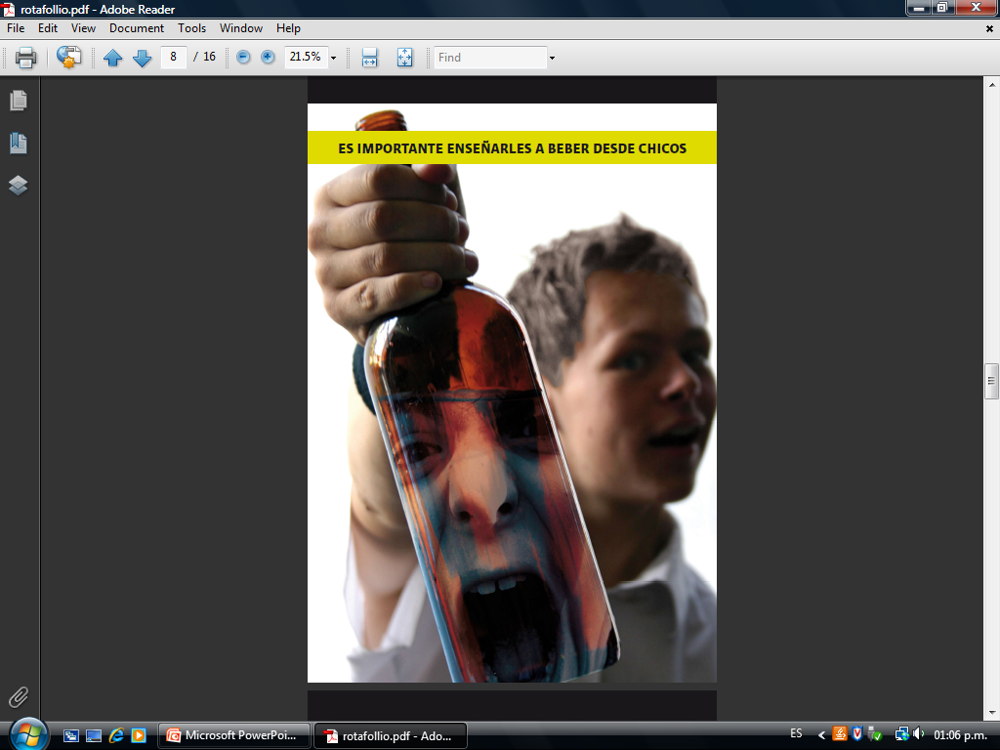 rotafollio.pdf - Adobe Reader
File Edit View Document Tools Window Help
8 / 16 21.5% Find
ES IMPORTANTE ENSEÑARLES A BEBER DESDE CHICOS
Microsoft PowerPoi... rotafollio.pdf - Ado... ES 01:06 p.m.